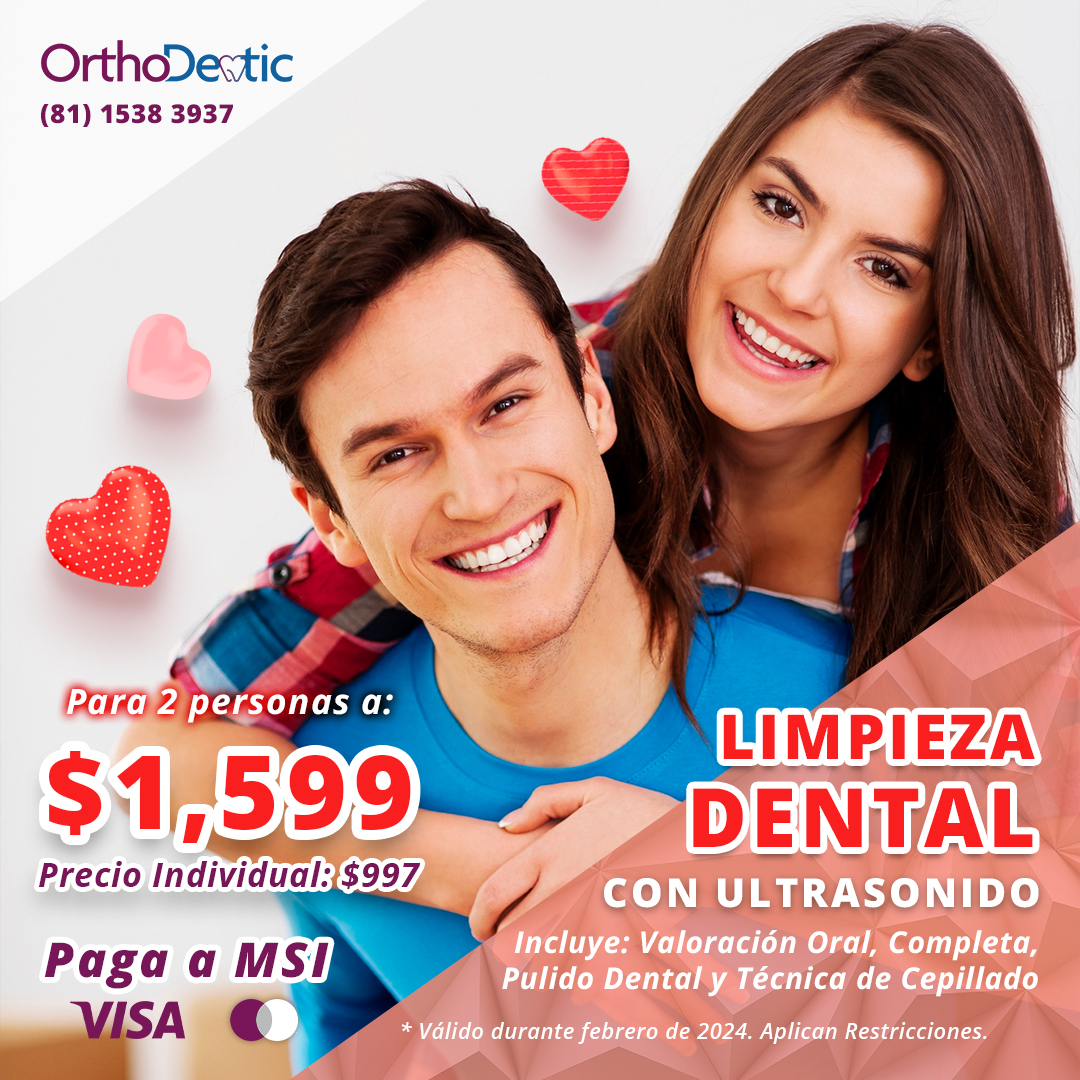 OrthoDentic
(81) 1538 3937
Para 2 personas a:
$1,599
Precio Individual: $997
Paga a MSI
VISA
LIMPIEZA
DENTAL
CON ULTRASONIDO
Incluye: Valoración Oral, Completa,
Pulido Dental y Técnica de Cepillado
* Válido durante febrero de 2024. Aplican Restricciones.